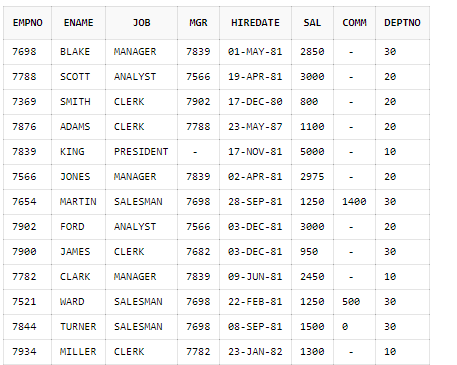 EMPNO ENAME JOB MGR HIREDATE SAL COMM DEPTNO
7698 BLAKE MANAGER 7839 01-MAY-81 2850 - 30
7788 SCOTT ANALYST 7566 19-APR-81 3000 - 20
7369 SMITH CLERK 7902 17-DEC-80 800 - 20
7876 ADAMS CLERK 7788 23-MAY-87 1100 - 20
7839 KING PRESIDENT - 17-NOV-81 5000 - 10
7566 JONES MANAGER 7839 02-APR-81 2975 - 20
7654 MARTIN SALESMAN 7698 28-SEP-81 1250 1400 30
7902 FORD ANALYST 7566 03-DEC-81 3000 - 20
7900 JAMES CLERK 7682 03-DEC-81 950 - 30
7782 CLARK MANAGER 7839 09-JUN-81 2450 - 10
7521 WARD SALESMAN 7698 22-FEB-81 1250 500 30
7844 TURNER SALESMAN 7698 08-SEP-81 1500 0 30
7934 MILLER CLERK 7782 23-JAN-82 1300 - 10